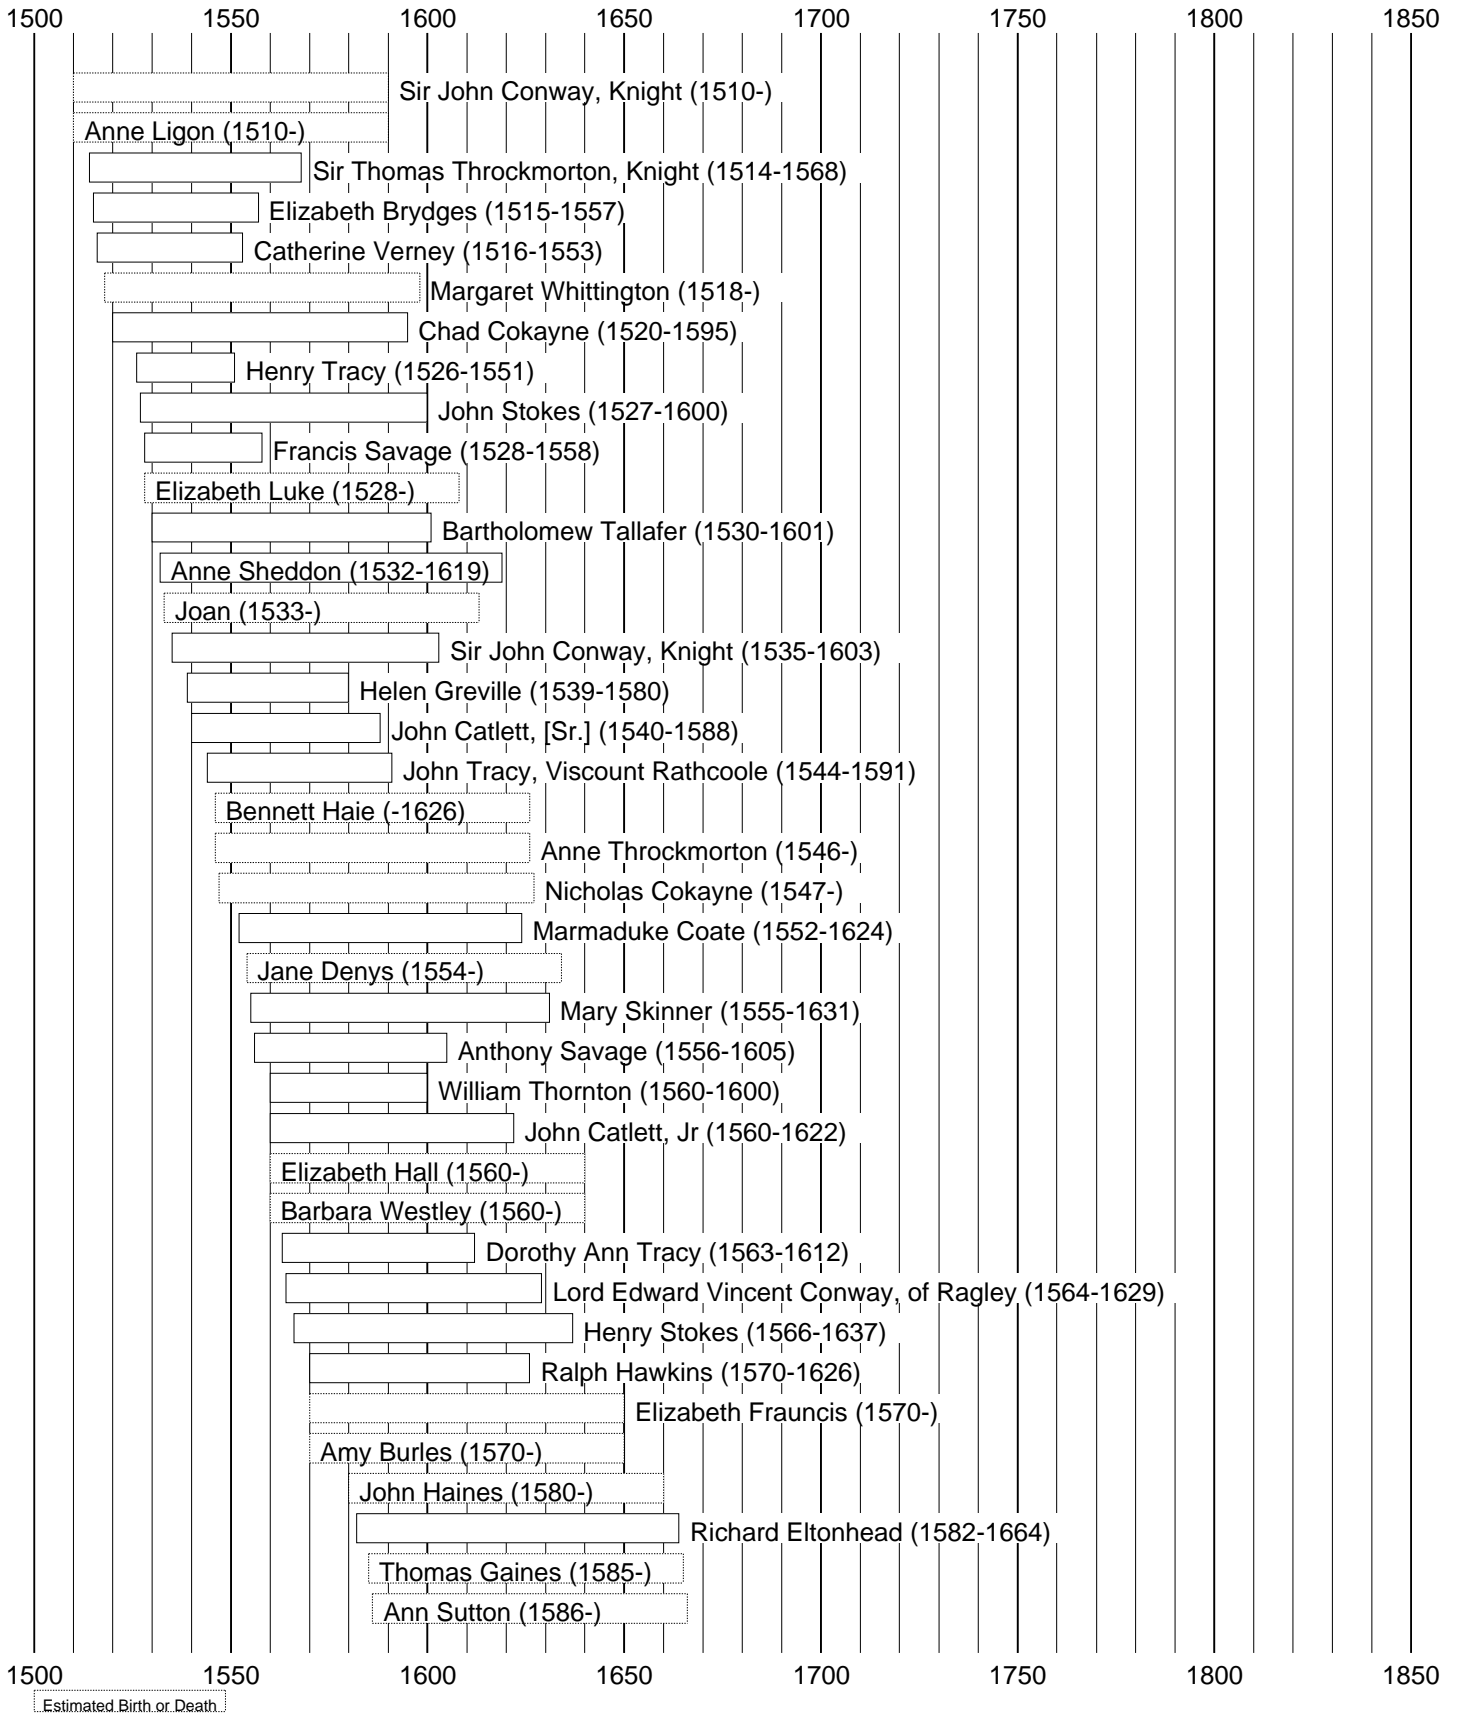 1500 1550 1600 1650 1700 1750 1800 1850
Sir John Conway, Knight (1510-)
Anne Ligon (1510-)
Sir Thomas Throckmorton, Knight (1514-1568)
Elizabeth Brydges (1515-1557)
Catherine Verney (1516-1553)
Margaret Whittington (1518-)
Chad Cokayne (1520-1595)
Henry Tracy (1526-1551)
John Stokes (1527-1600)
Francis Savage (1528-1558)
Elizabeth Luke (1528-)
Bartholomew Tallafer (1530-1601)
Anne Sheddon (1532-1619)
Joan (1533-)
Sir John Conway, Knight (1535-1603)
Helen Greville (1539-1580)
John Catlett, [Sr.] (1540-1588)
John Tracy, Viscount Rathcoole (1544-1591)
Bennett Haie (-1626)
Anne Throckmorton (1546-)
Nicholas Cokayne (1547-)
Marmaduke Coate (1552-1624)
Jane Denys (1554-)
Mary Skinner (1555-1631)
Anthony Savage (1556-1605)
William Thornton (1560-1600)
John Catlett, Jr (1560-1622)
Elizabeth Hall (1560-)
Barbara Westley (1560-)
Dorothy Ann Tracy (1563-1612)
Lord Edward Vincent Conway, of Ragley (1564-1629)
Henry Stokes (1566-1637)
Ralph Hawkins (1570-1626)
Elizabeth Frauncis (1570-)
Amy Burles (1570-)
John Haines (1580-)
Richard Eltonhead (1582-1664)
Thomas Gaines (1585-)
Ann Sutton (1586-)
1500 1550 1600 1650 1700 1750 1800 1850
Estimated Birth or Death